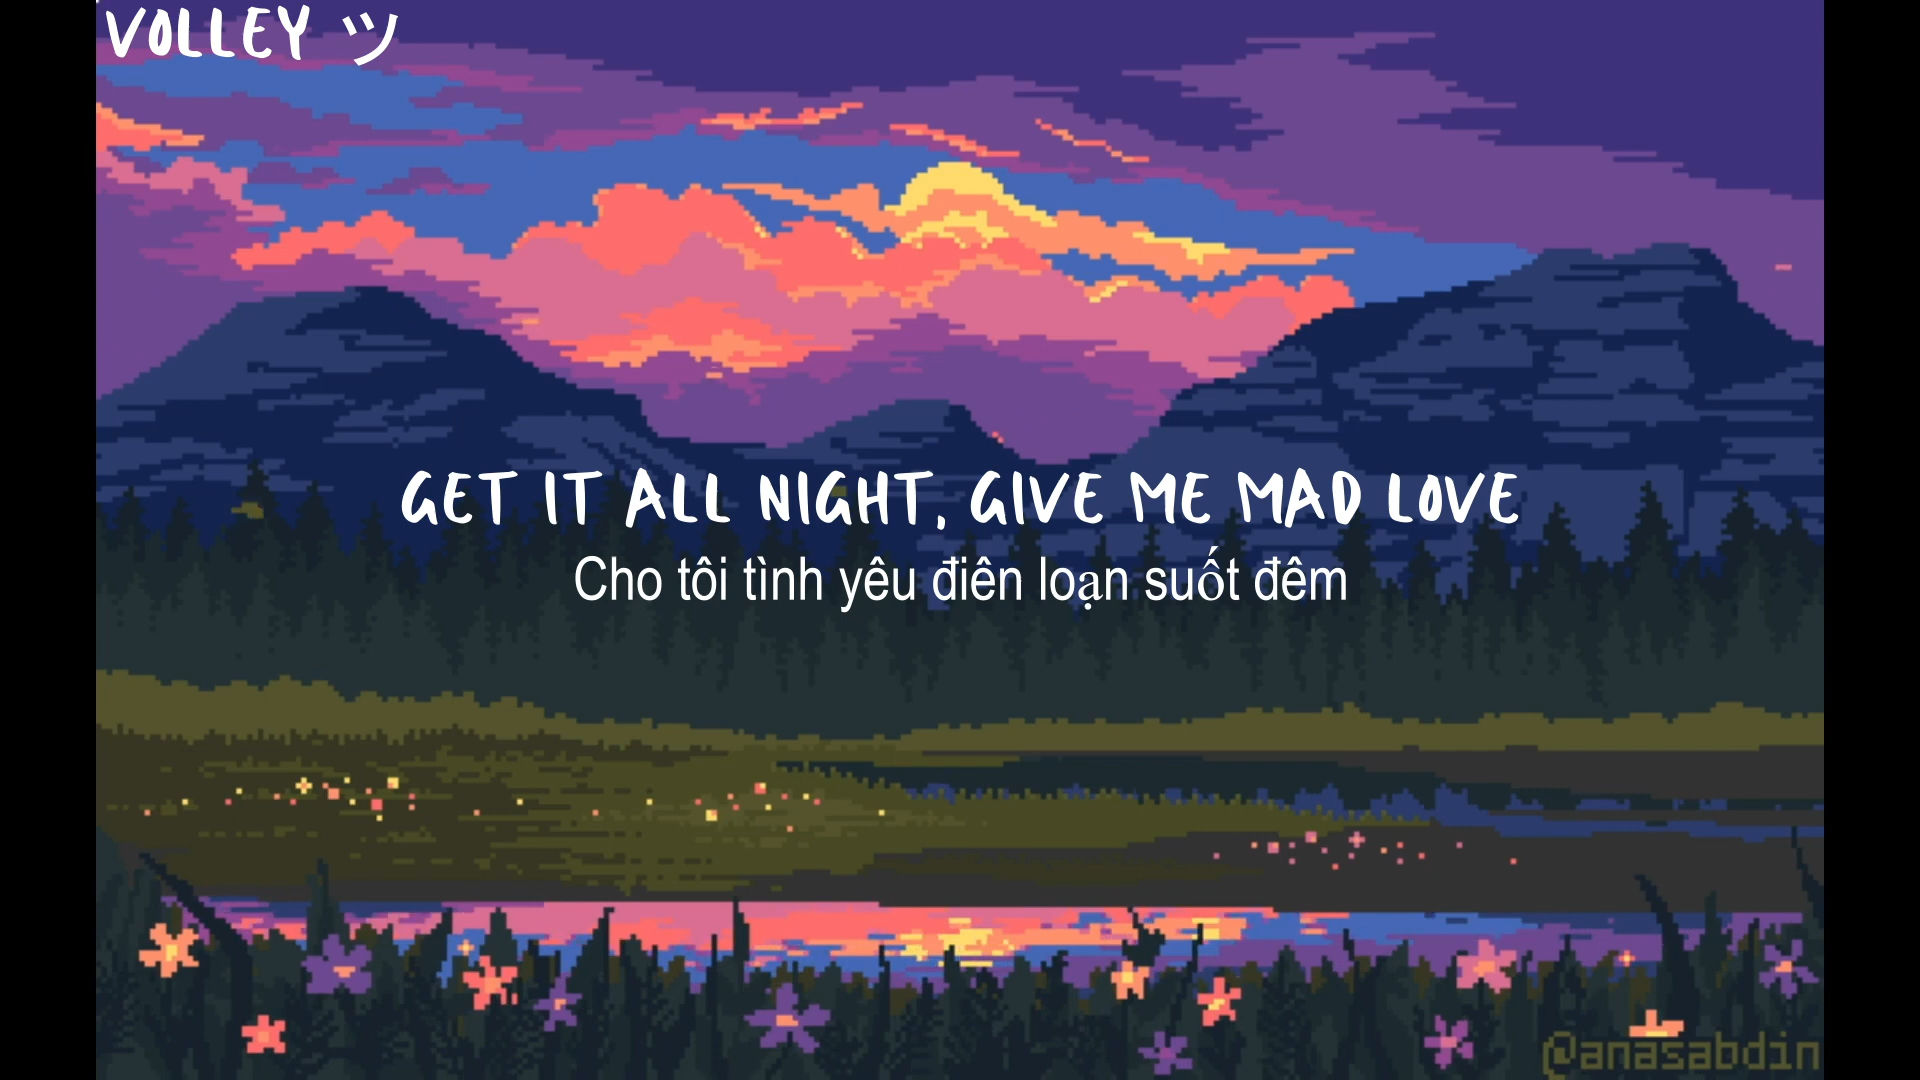 VOLLEY ツ
GET IT ALL NIGHT, GIVE ME MAD LOVE
Cho tôi tình yêu điên loạn suốt đêm
@anasabdin